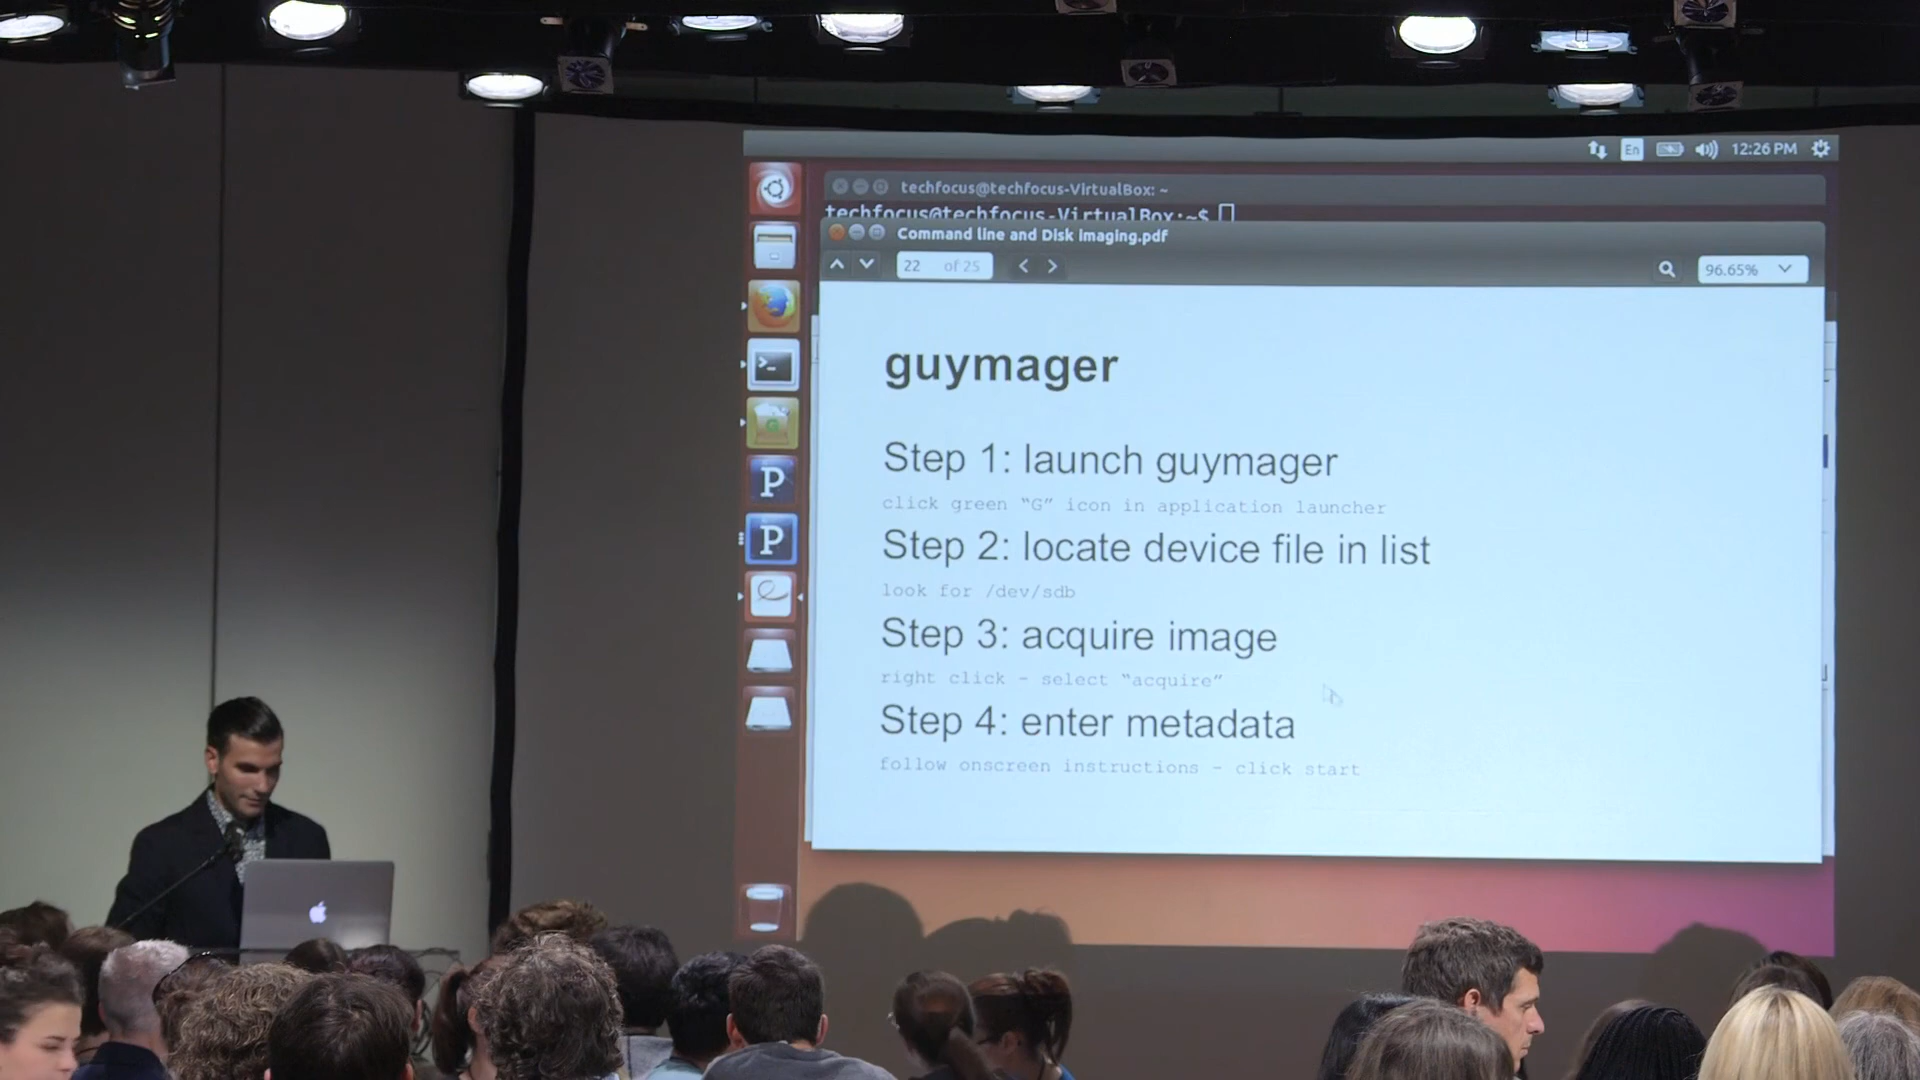 En
12:26 PM
techfocus@techfocus-VirtualBox: ~
techfocus@techfocus-VirtualBox:~$
Command line and Disk imaging.pdf
22 of 25
96.65%
guymager
Step 1: launch guymager
click green “G” icon in application launcher
Step 2: locate device file in list
look for /dev/sdb
Step 3: acquire image
right click - select “acquire”
Step 4: enter metadata
follow onscreen instructions - click start
G
P
P